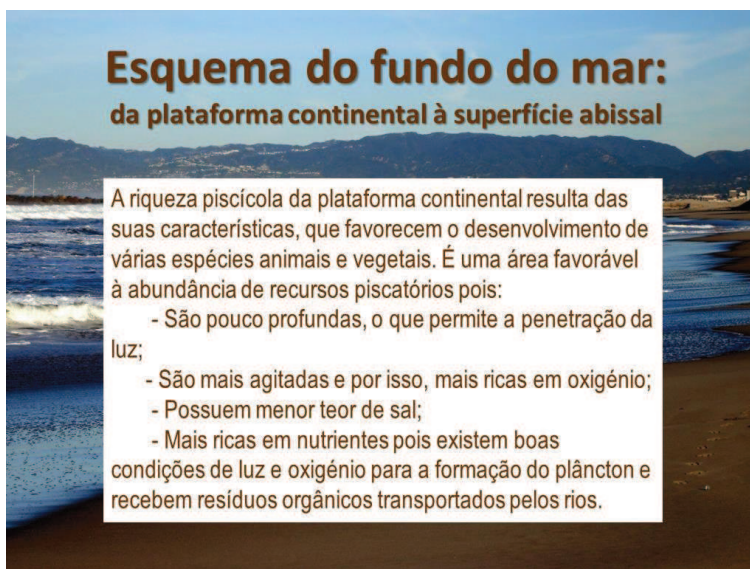 Esquema do fundo do mar:
da plataforma continental à superfície abissal
A riqueza piscícola da plataforma continental resulta das
suas características, que favorecem o desenvolvimento de
várias espécies animais e vegetais. É uma área favorável
à abundância de recursos piscatórios pois:
- São pouco profundas, o que permite a penetração da
luz;
- São mais agitadas e por isso, mais ricas em oxigénio;
- Possuem menor teor de sal;
- Mais ricas em nutrientes pois existem boas
condições de luz e oxigénio para a formação do plâncton e
recebem resíduos orgânicos transportados pelos rios.